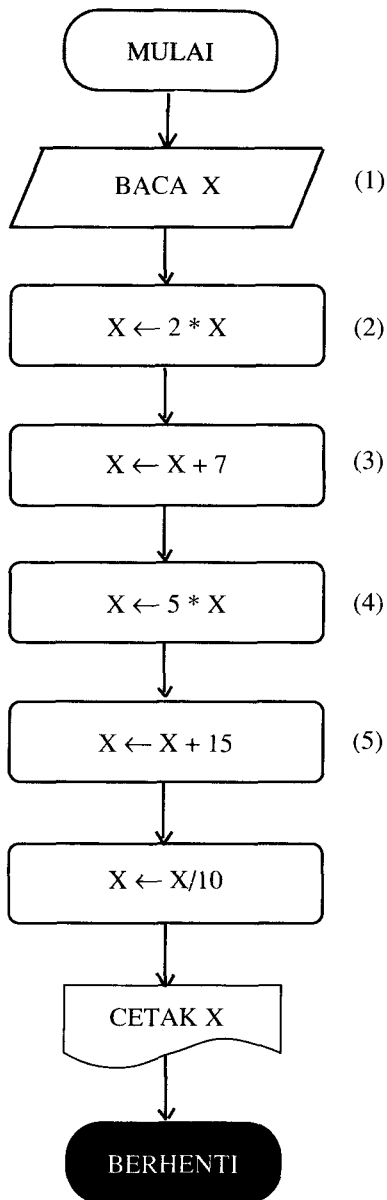 MULAI
BACA X (1)
X ← 2 * X (2)
X ← X + 7 (3)
X ← 5 * X (4)
X ← X + 15 (5)
X ← X/10
CETAK X
BERHENTI